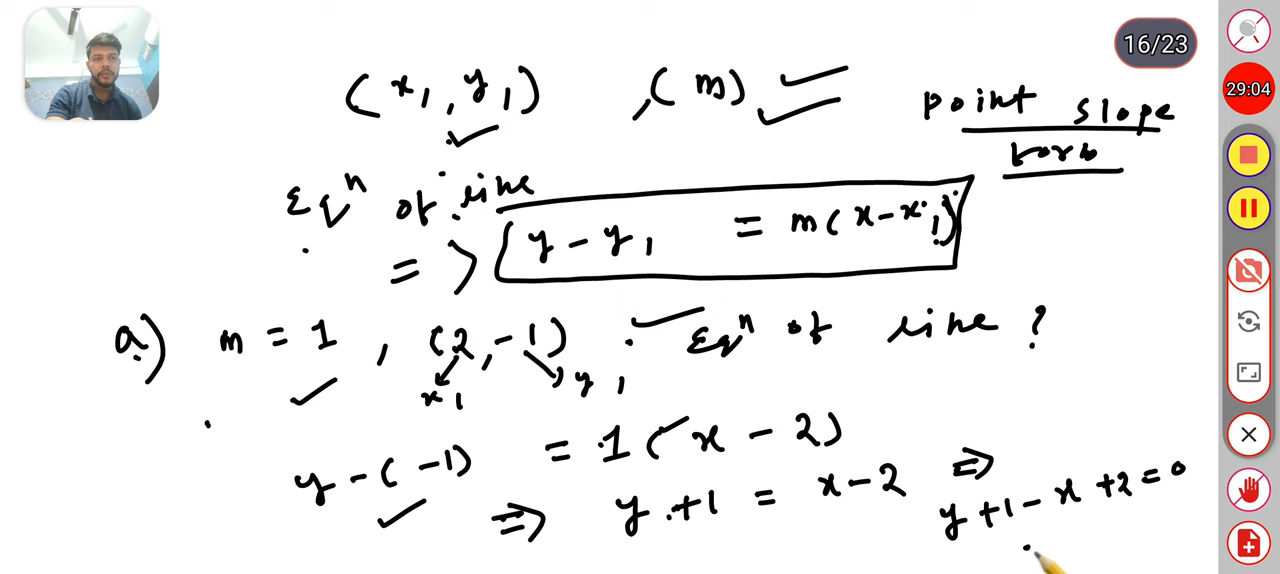 16/23
29:04
(x₁, y₁) , (m)
point slope
form
Eqⁿ of line
=> (y - y₁ = m(x - x₁)
a) m = 1 , (2, -1) , Eqⁿ of line ?
x₁ y₁
y - (-1) = 1 (x - 2)
⇒ y + 1 = x - 2 ⇒
y + 1 - x + 2 = 0